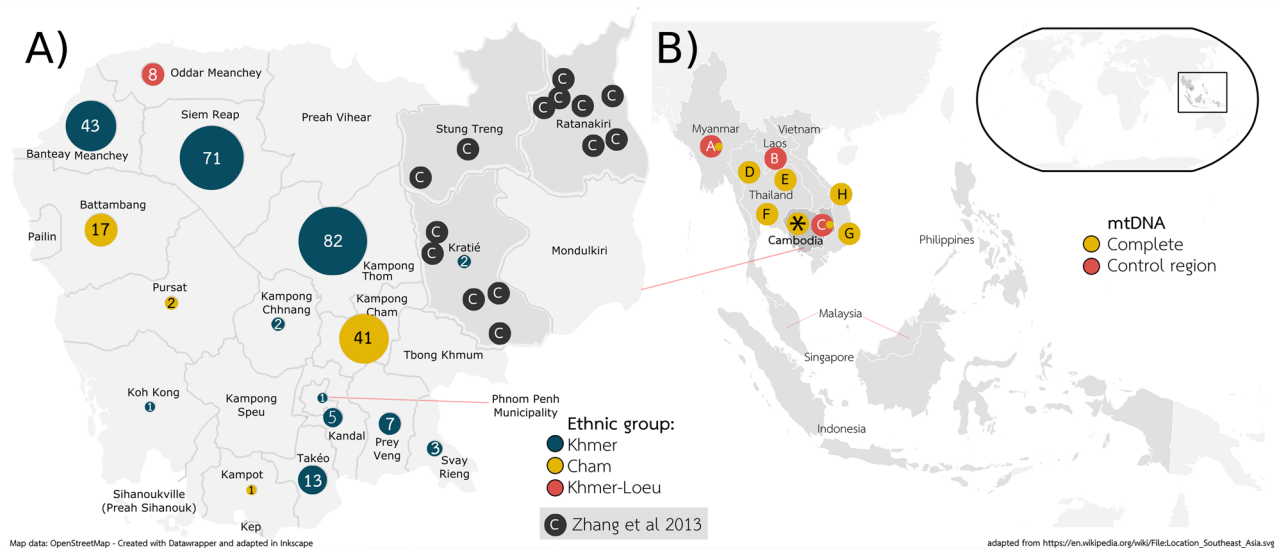 A)
8
Oddar Meanchey
43
Banteay Meanchey
Siem Reap
71
Preah Vihear
Stung Treng
C
C
C
C
C
C
C
C
C
Ratanakiri
Battambang
17
Pailin
82
Kampong
Thom
C
C
Kratié
2
C
C
C
Mondulkiri
Pursat
2
Kampong
Chhnang
2
Kampong
Cham
41
Tbong Khmum
Koh Kong
1
Kampong
Speu
1
Phnom Penh
Municipality
5
Kandal
7
Prey
Veng
3
Svay
Rieng
Takéo
13
Kampot
1
Sihanoukville
(Preah Sihanouk)
Kep
Ethnic group:
Khmer
Cham
Khmer-Loeu
C Zhang et al 2013
Map data: OpenStreetMap - Created with Datawrapper and adapted in Inkscape
B)
Myanmar
A
Vietnam
Laos
B
D
E
Thailand
H
F
*
C
G
Cambodia
Philippines
Malaysia
Singapore
Indonesia
mtDNA
Complete
Control region
adapted from https://en.wikipedia.org/wiki/File:Location_Southeast_Asia.svg